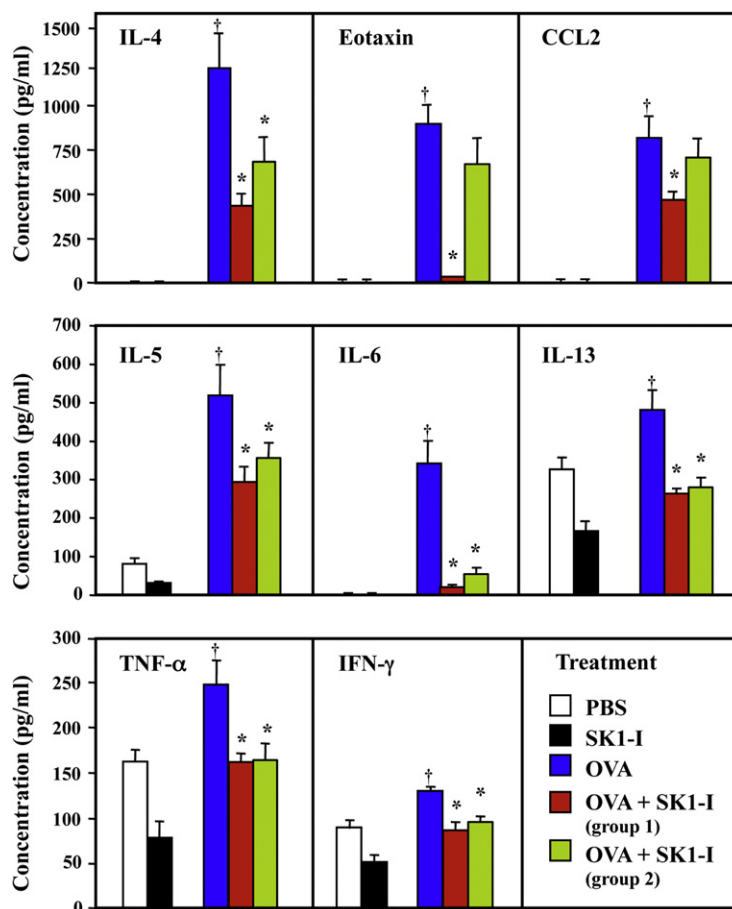 IL-4
Eotaxin
CCL2
Concentration (pg/ml)
1500
1250
1000
750
500
250
0
†
*
*
†
*
†
*
IL-5
IL-6
IL-13
Concentration (pg/ml)
700
600
500
400
300
200
100
0
†
*
*
†
*
*
†
*
*
TNF-α
IFN-γ
Concentration (pg/ml)
300
250
200
150
100
50
0
†
*
*
†
*
*
Treatment
PBS
SK1-I
OVA
OVA + SK1-I
(group 1)
OVA + SK1-I
(group 2)